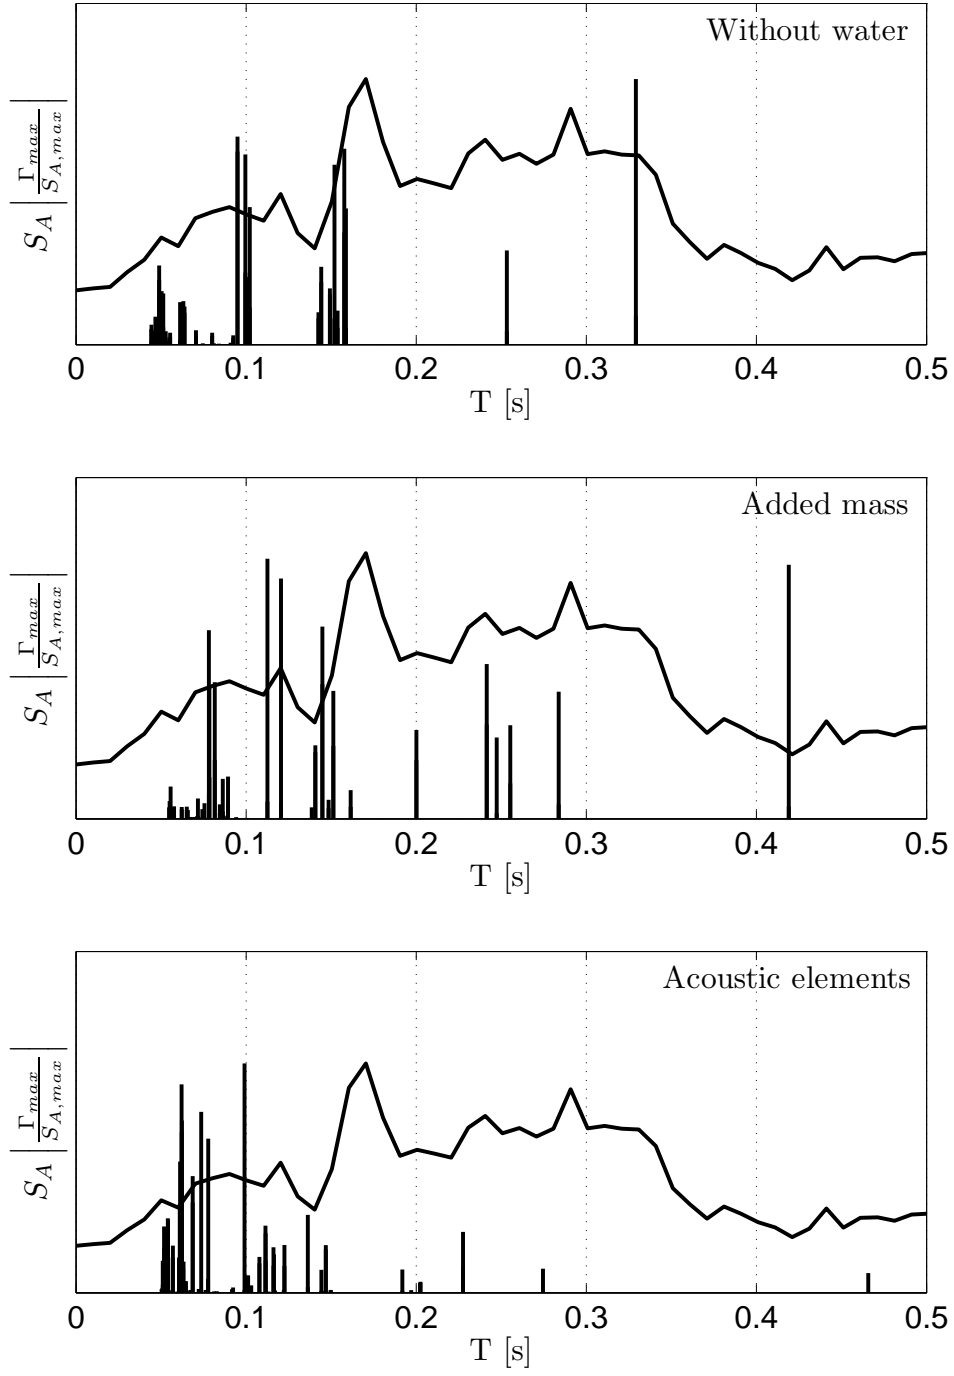 Without water
S_A | Γ_max / S_A,max |
0 0.1 0.2 0.3 0.4 0.5
T [s]
Added mass
S_A | Γ_max / S_A,max |
0 0.1 0.2 0.3 0.4 0.5
T [s]
Acoustic elements
S_A | Γ_max / S_A,max |
0 0.1 0.2 0.3 0.4 0.5
T [s]